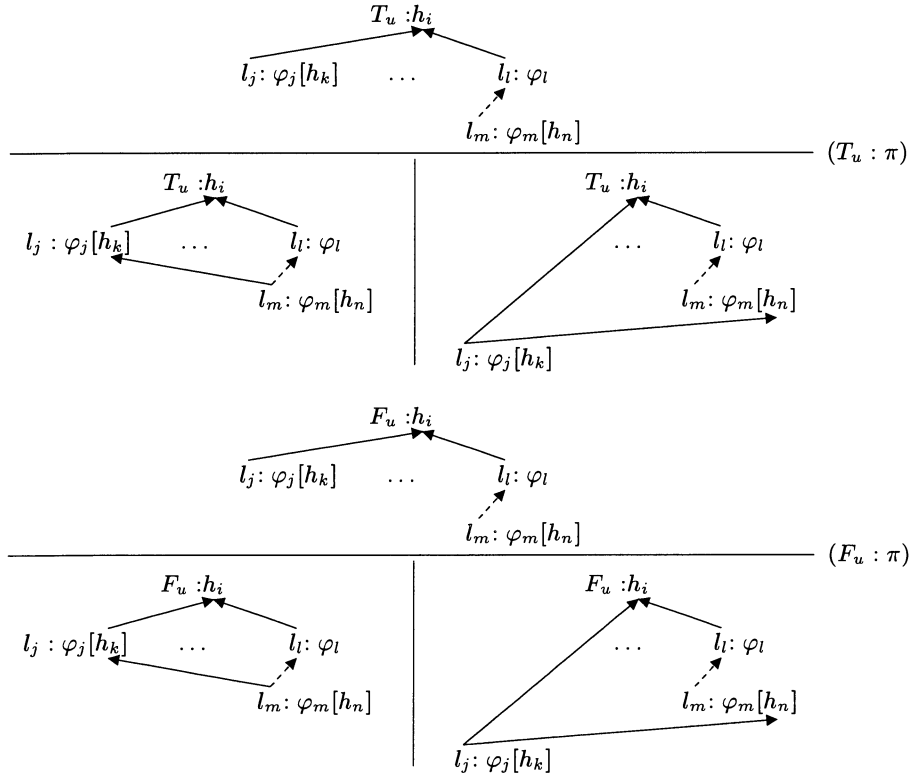 T_u : h_i
l_j : φ_j[h_k] ... l_l : φ_l
l_m : φ_m[h_n]
(T_u : π)
T_u : h_i T_u : h_i
l_j : φ_j[h_k] ... l_l : φ_l ... l_l : φ_l
l_m : φ_m[h_n] l_m : φ_m[h_n]
l_j : φ_j[h_k]
F_u : h_i
l_j : φ_j[h_k] ... l_l : φ_l
l_m : φ_m[h_n]
(F_u : π)
F_u : h_i F_u : h_i
l_j : φ_j[h_k] ... l_l : φ_l ... l_l : φ_l
l_m : φ_m[h_n] l_m : φ_m[h_n]
l_j : φ_j[h_k]